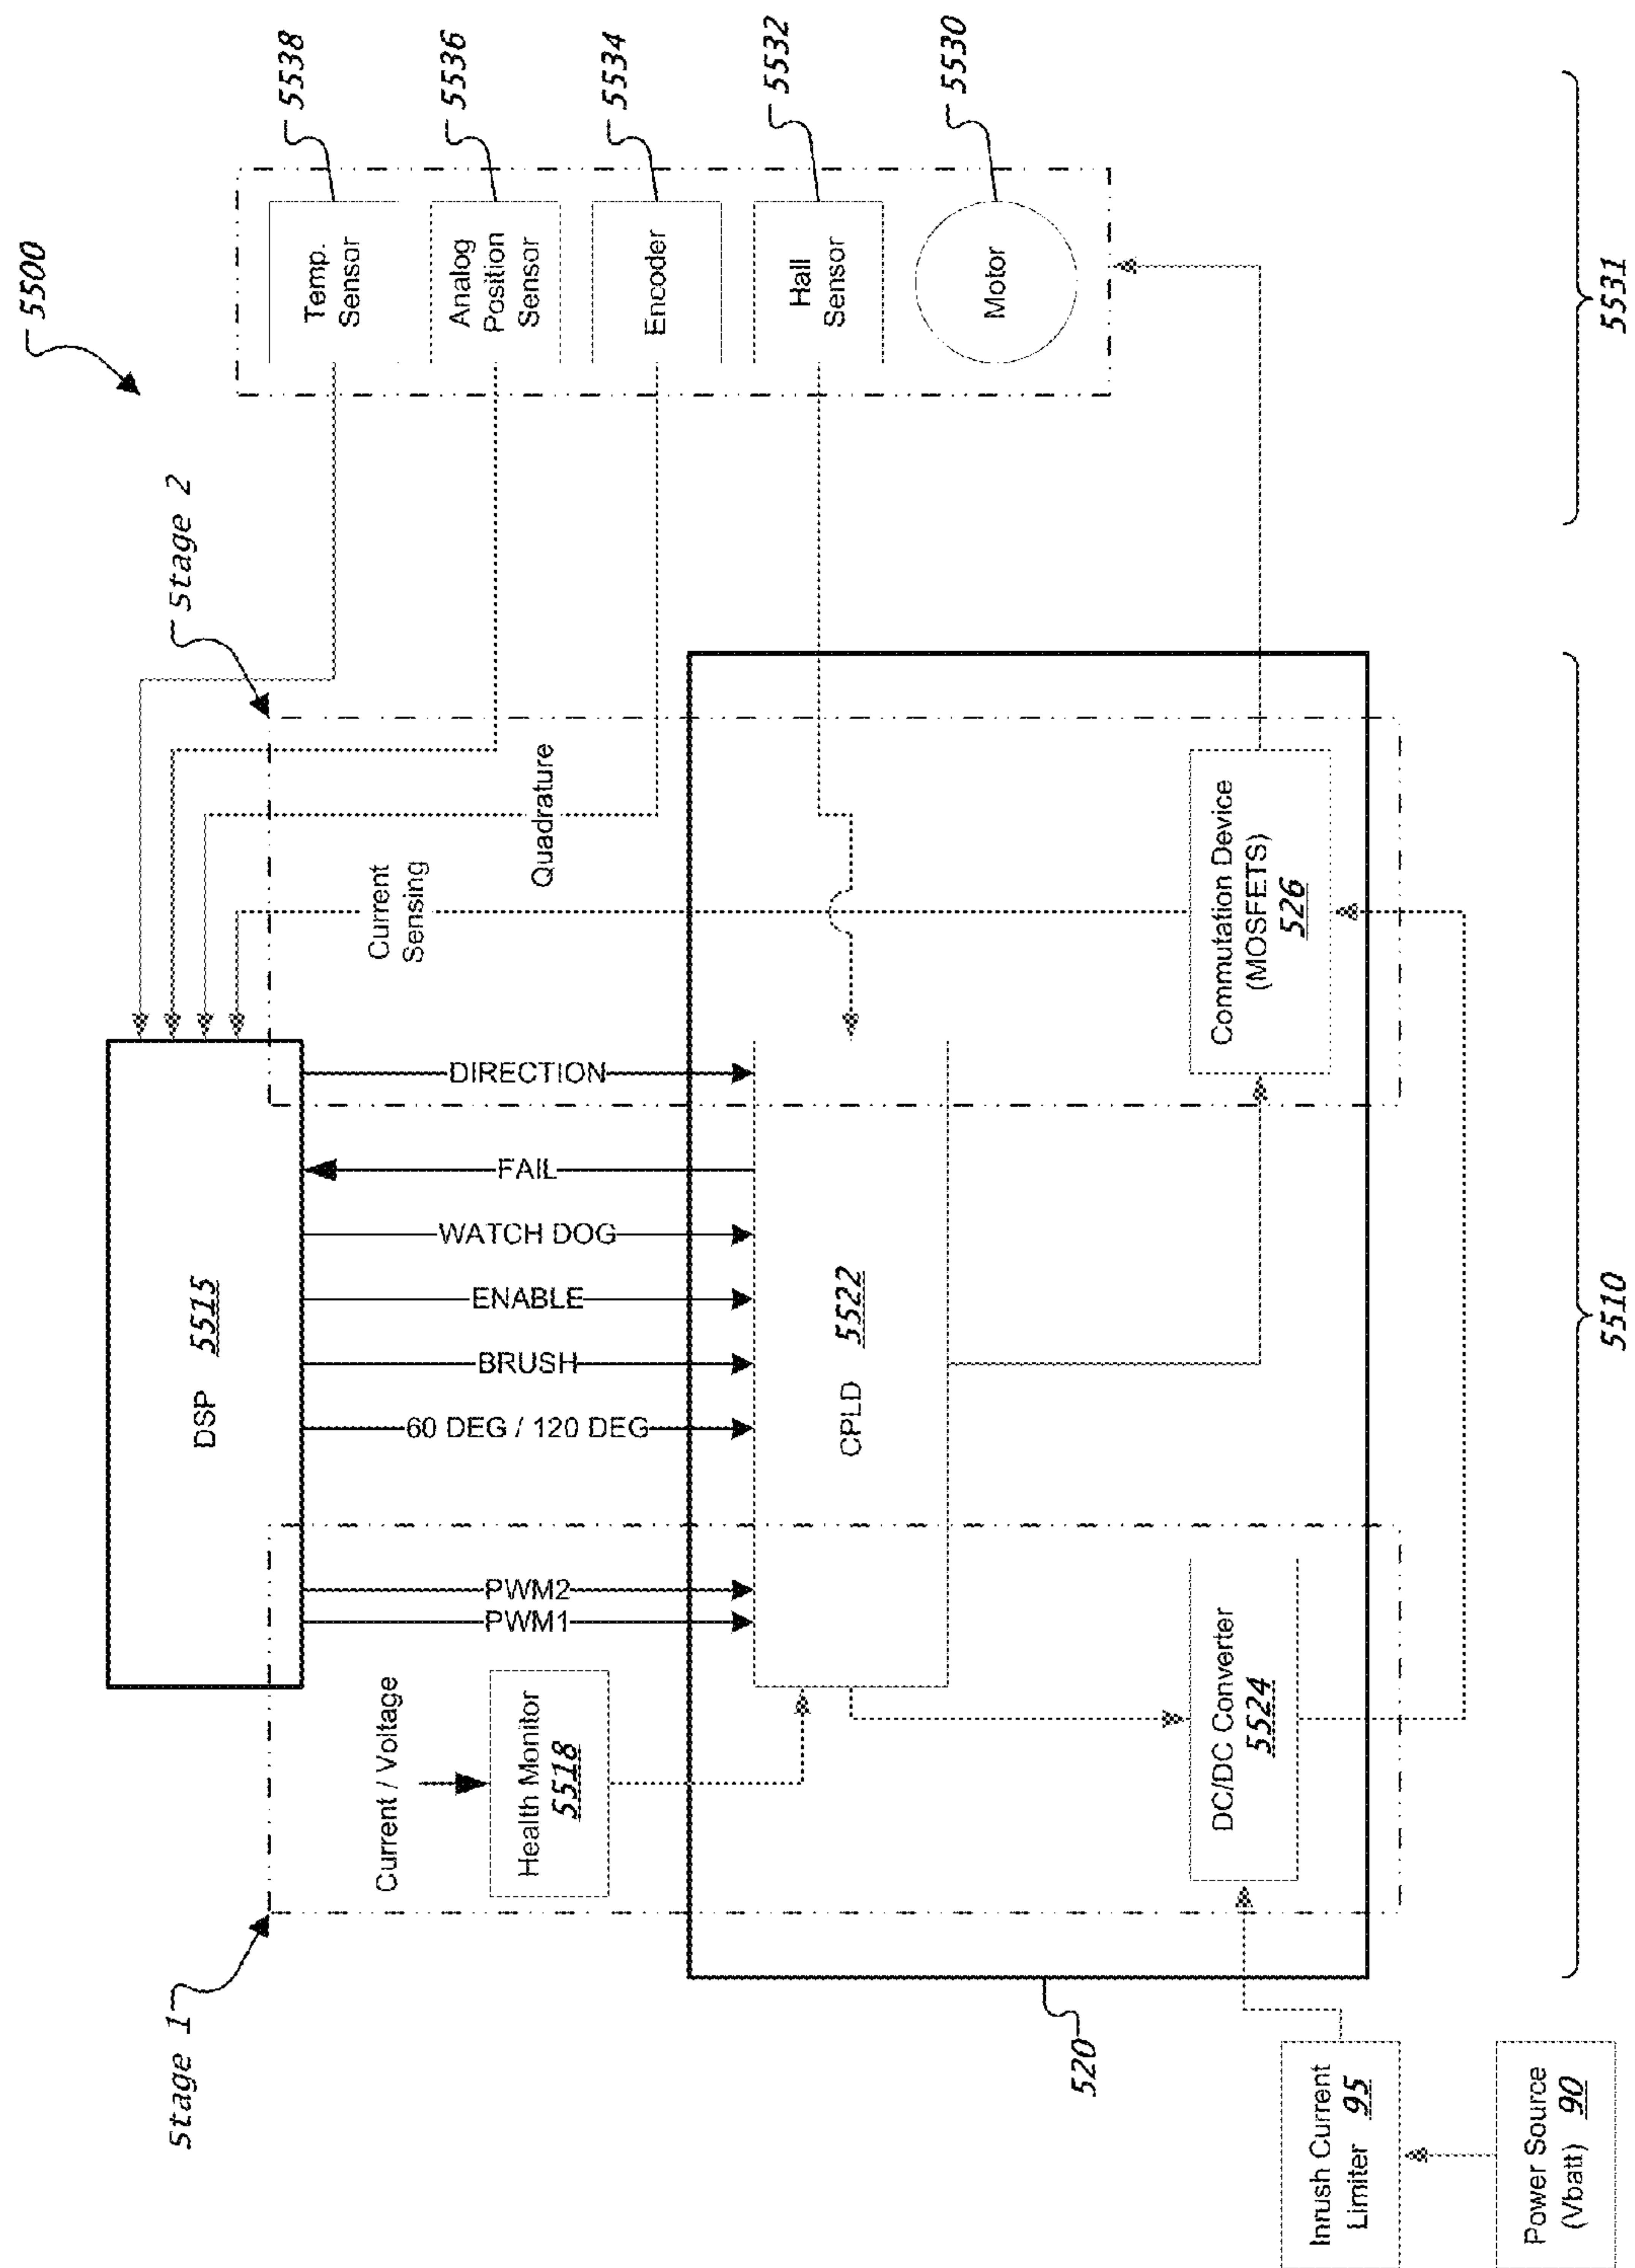 5500
Stage 1
Stage 2
DSP 5515
Current / Voltage
Health Monitor
5518
PWM1
PWM2
60 DEG / 120 DEG
BRUSH
ENABLE
WATCH DOG
FAIL
DIRECTION
Current
Sensing
Quadrature
Temp.
Sensor
5538
Analog
Position
Sensor
5536
Encoder
5534
Hall
Sensor
5532
Motor
5530
CPLD 5522
DC/DC Converter
5524
Commutation Device
(MOSFETS)
526
520
Inrush Current
Limiter 95
Power Source
(Vbatt) 90
5510
5531